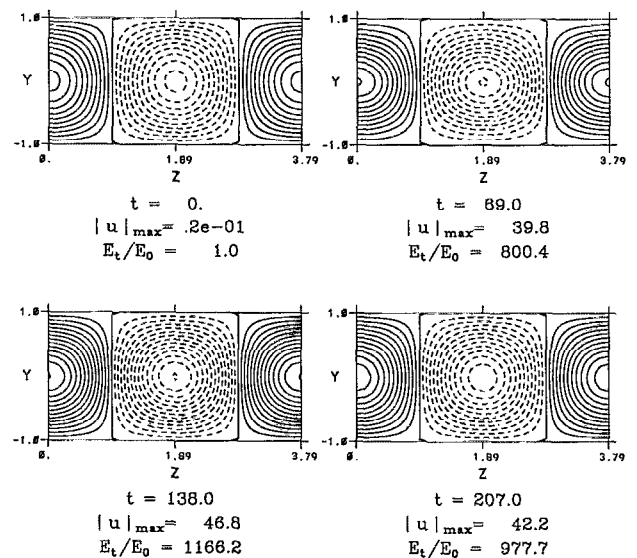 1.0
1.0
Y
Y
-1.0
-1.0
0. 1.89 3.79
0. 1.89 3.79
Z
Z
t = 0.
|u|max= .2e-01
Et/E0 = 1.0
t = 69.0
|u|max= 39.8
Et/E0 = 800.4
1.0
1.0
Y
Y
-1.0
-1.0
0. 1.89 3.79
0. 1.89 3.79
Z
Z
t = 138.0
|u|max= 46.8
Et/E0 = 1166.2
t = 207.0
|u|max= 42.2
Et/E0 = 977.7